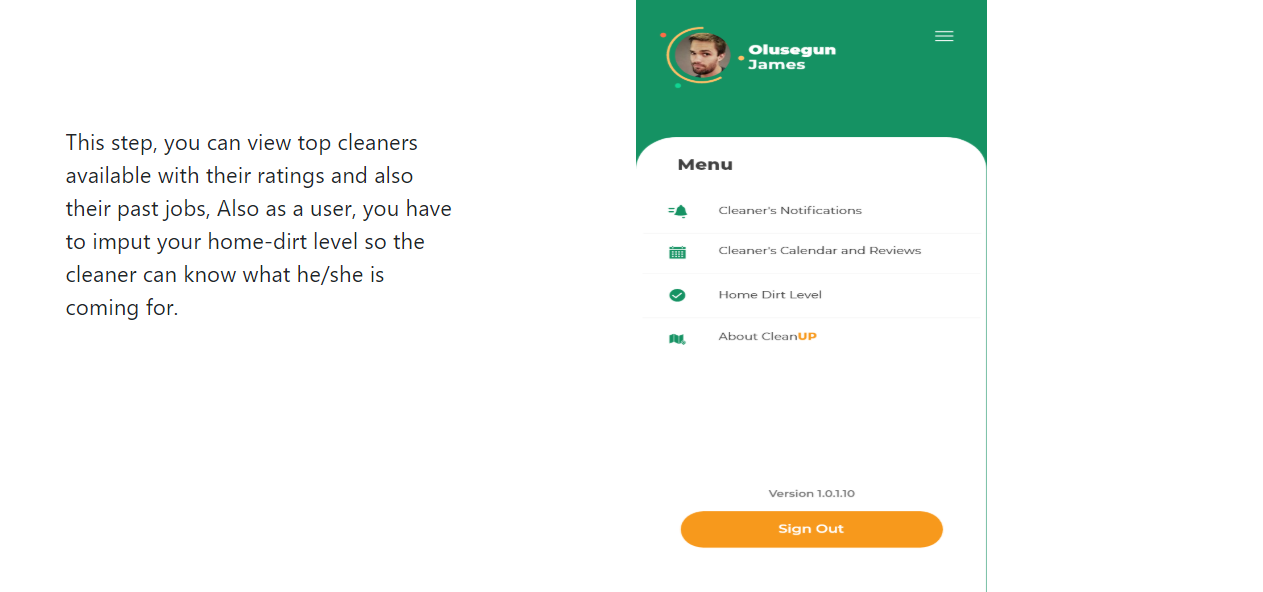 This step, you can view top cleaners
available with their ratings and also
their past jobs, Also as a user, you have
to imput your home-dirt level so the
cleaner can know what he/she is
coming for.
Olusegun
James
Menu
Cleaner's Notifications
Cleaner's Calendar and Reviews
Home Dirt Level
About CleanUP
Version 1.0.1.10
Sign Out